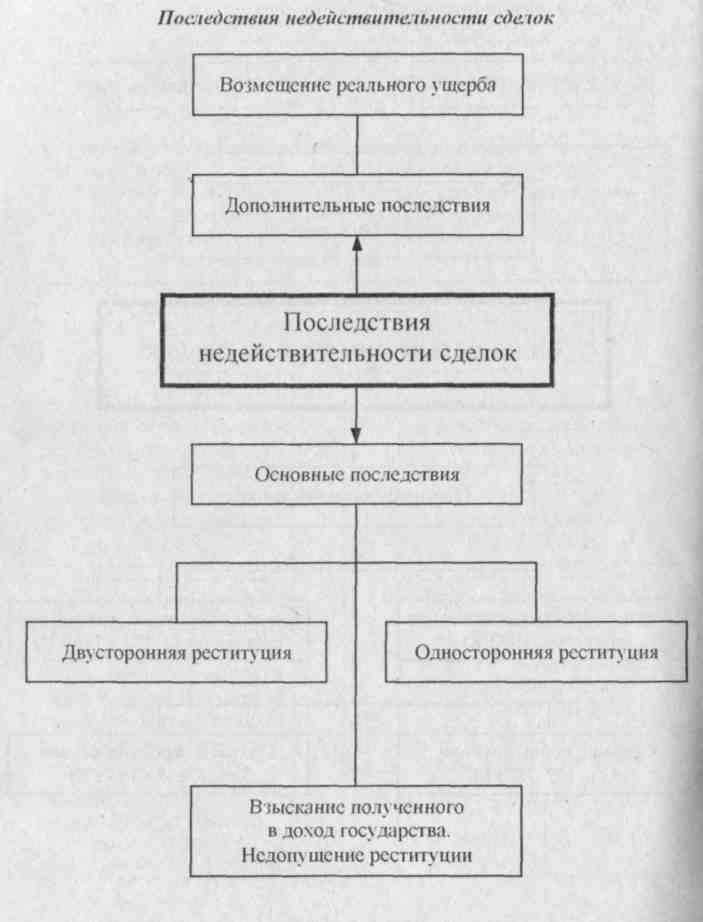 Последствия недействительности сделок
Возмещение реального ущерба
Дополнительные последствия
Последствия
недействительности сделок
Основные последствия
Двусторонняя реституция
Односторонняя реституция
Взыскание полученного
в доход государства.
Недопущение реституции